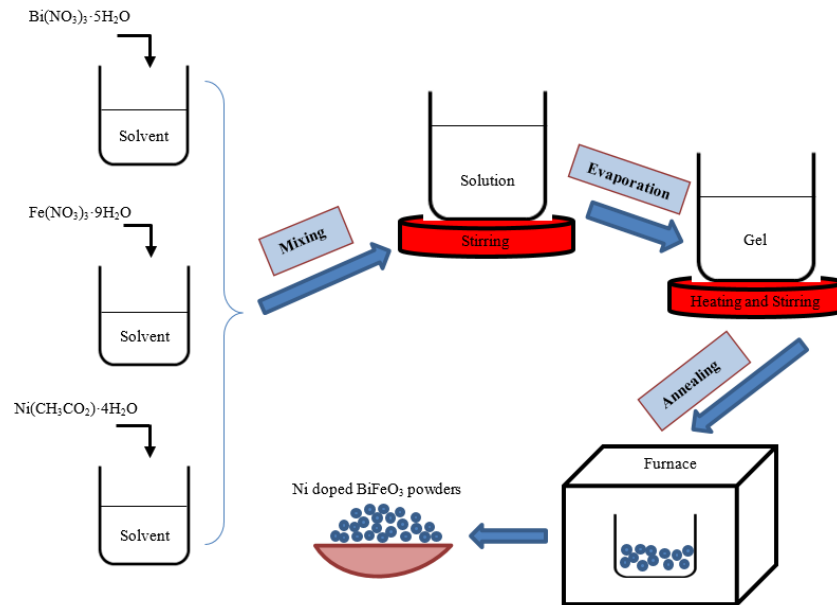 Bi(NO₃)₃·5H₂O
Solvent
Fe(NO₃)₃·9H₂O
Solvent
Ni(CH₃CO₂)·4H₂O
Solvent
Mixing
Solution
Stirring
Evaporation
Gel
Heating and Stirring
Annealing
Furnace
Ni doped BiFeO₃ powders